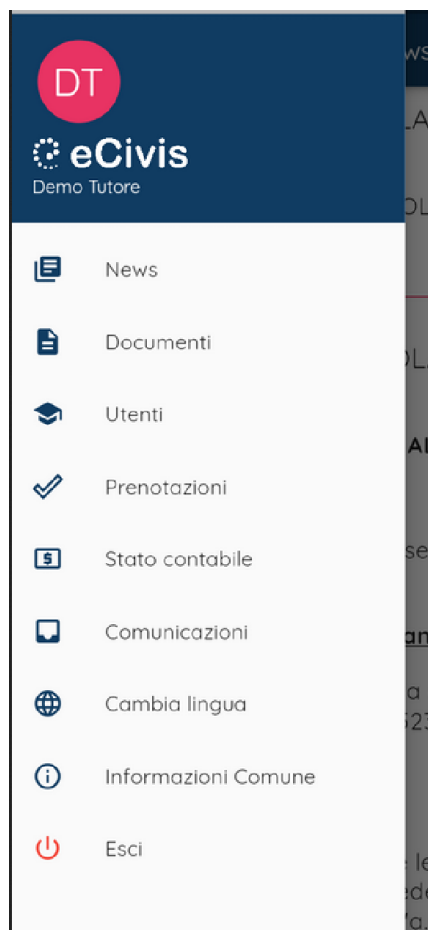 DT
eCivis
Demo Tutore
News
Documenti
Utenti
Prenotazioni
Stato contabile
Comunicazioni
Cambia lingua
Informazioni Comune
Esci